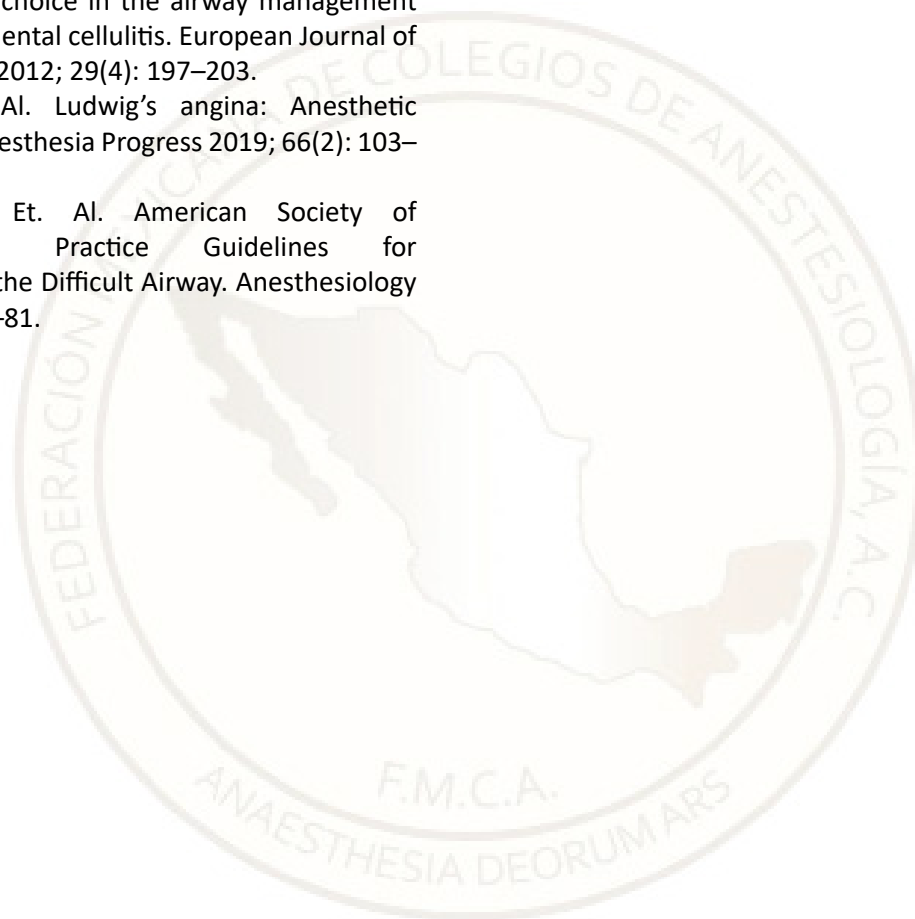 choice in the airway management
ental cellulitis. European Journal of
2012; 29(4): 197–203.
Al. Ludwig’s angina: Anesthetic
esthesia Progress 2019; 66(2): 103–
Et. Al. American Society of
Practice Guidelines for
the Difficult Airway. Anesthesiology
-81.
FEDERACIÓN MEXICANA DE COLEGIOS DE ANESTESIOLOGÍA, A.C.
F.M.C.A.
ANAESTHESIA DEORUM ARS